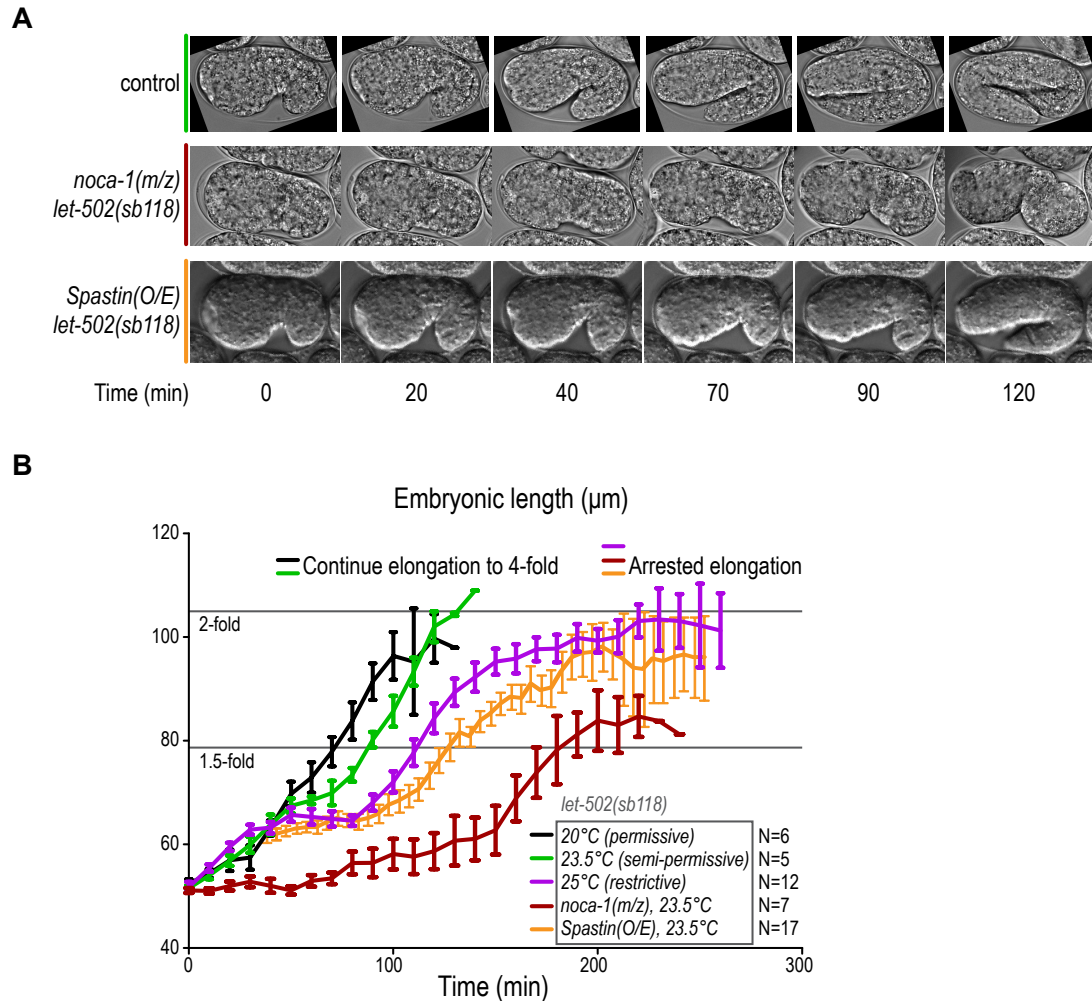 A
control
noca-1(m/z)
let-502(sb118)
Spastin(O/E)
let-502(sb118)
Time (min) 0 20 40 70 90 120
B
Embryonic length (µm)
120
100
80
60
40
Continue elongation to 4-fold
Arrested elongation
2-fold
1.5-fold
let-502(sb118)
20°C (permissive) N=6
23.5°C (semi-permissive) N=5
25°C (restrictive) N=12
noca-1(m/z), 23.5°C N=7
Spastin(O/E), 23.5°C N=17
0 100 200 300
Time (min)